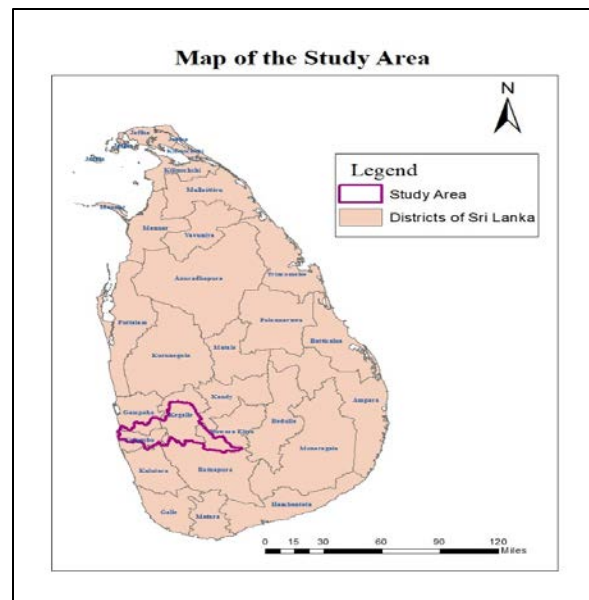 Map of the Study Area
N
Legend
Study Area
Districts of Sri Lanka
Jaffna
Mullaitivu
Mannar
Vavuniya
Anuradhapura
Trincomalee
Puttalam
Polonnaruwa
Batticaloa
Kurunegala
Matale
Kandy
Ampara
Gampaha
Kegalle
Nuwara Eliya
Badulla
Moneragala
Colombo
Kalutara
Ratnapura
Hambantota
Galle
Matara
0 15 30 60 90 120
Miles